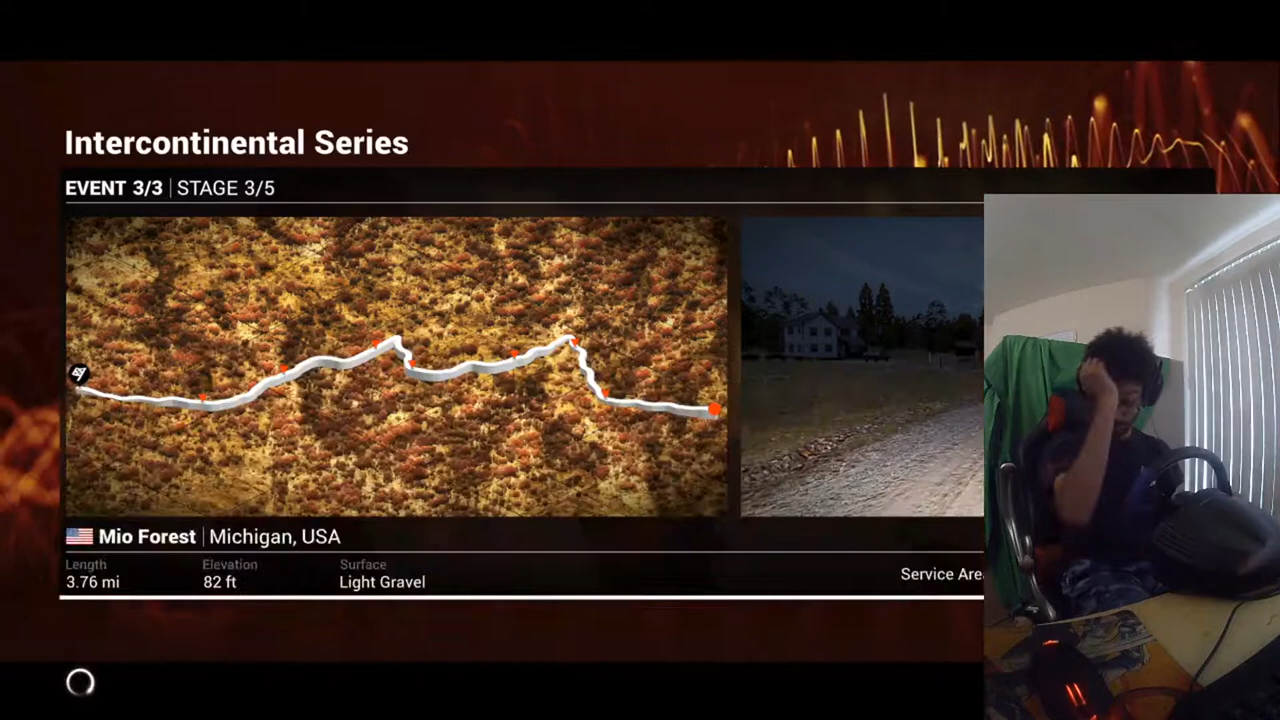 Intercontinental Series
EVENT 3/3 | STAGE 3/5
Mio Forest | Michigan, USA
Length
3.76 mi
Elevation
82 ft
Surface
Light Gravel
Service